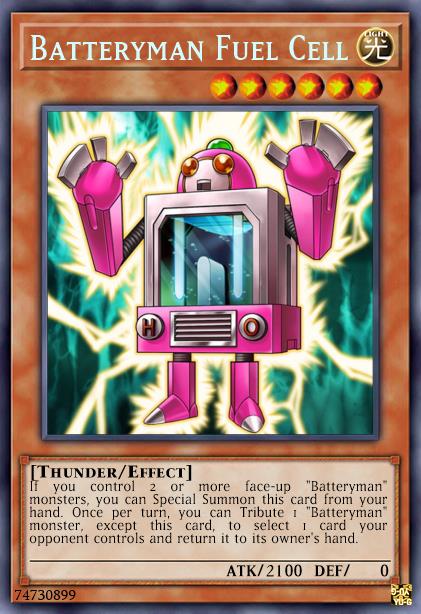 Batteryman Fuel Cell
LIGHT
光
H O
[Thunder/Effect]
If you control 2 or more face-up "Batteryman"
monsters, you can Special Summon this card from your
hand. Once per turn, you can Tribute 1 "Batteryman"
monster, except this card, to select 1 card your
opponent controls and return it to its owner's hand.
ATK/2100 DEF/ 0
74730899